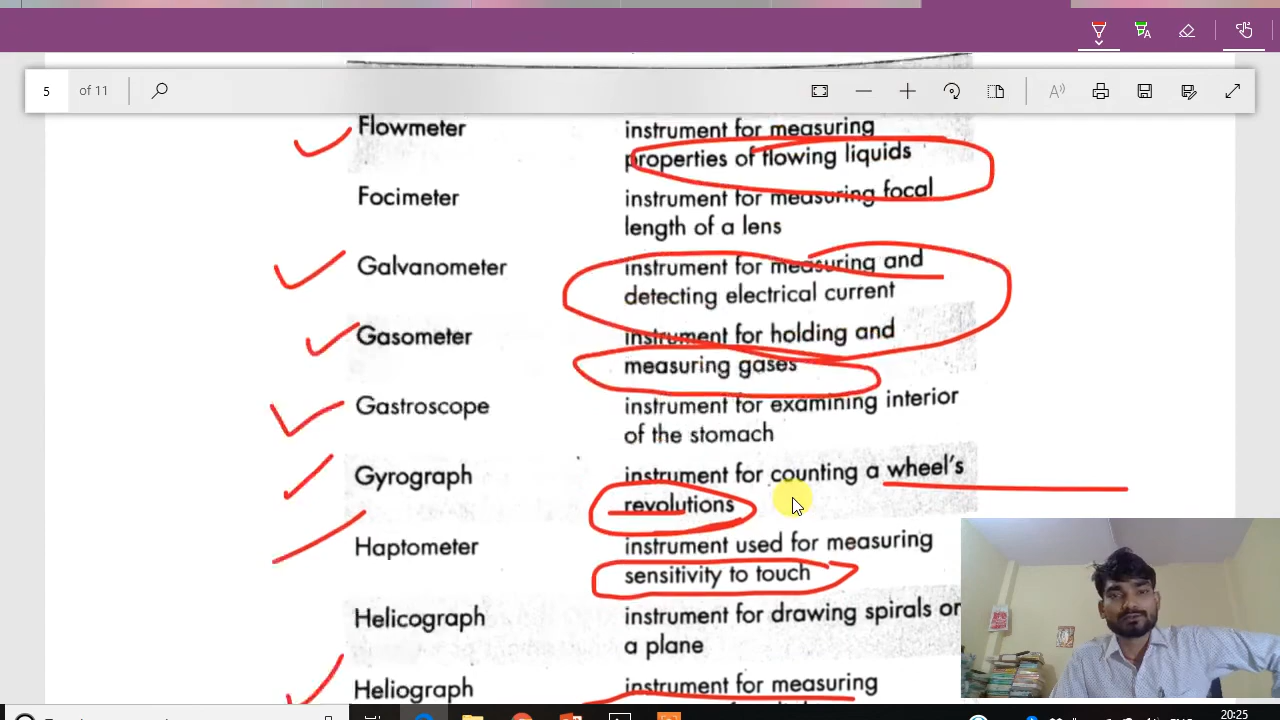 5 of 11
Flowmeter instrument for measuring
properties of flowing liquids
Focimeter instrument for measuring focal
length of a lens
Galvanometer instrument for measuring and
detecting electrical current
Gasometer instrument for holding and
measuring gases
Gastroscope instrument for examining interior
of the stomach
Gyrograph instrument for counting a wheel's
revolutions
Haptometer instrument used for measuring
sensitivity to touch
Helicograph instrument for drawing spirals on
a plane
Heliograph instrument for measuring
20:25